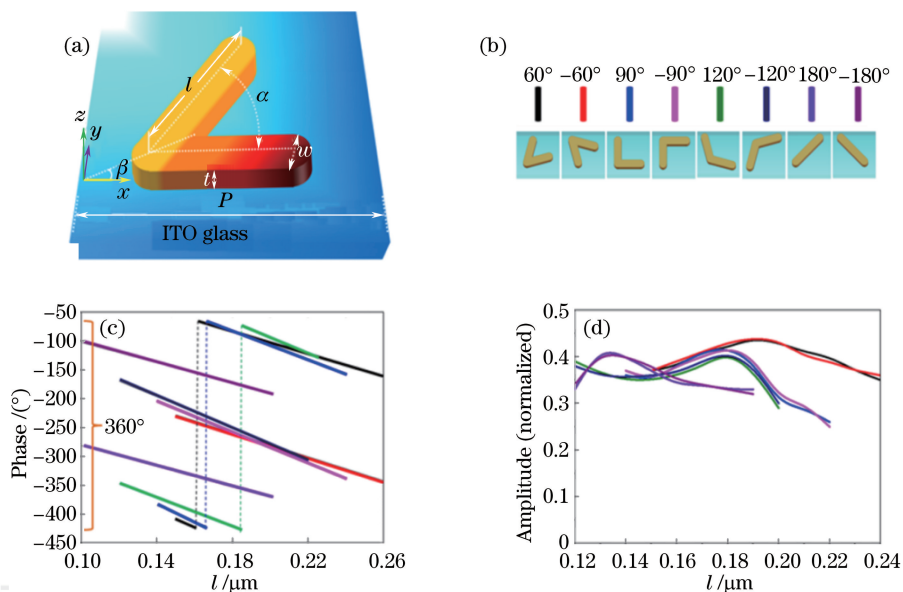 (a)
l
α
w
z
y
β
x
t
P
ITO glass
(b)
60° −60° 90° −90° 120° −120° 180° −180°
(c)
Phase /(°)
−50
−100
−150
−200
−250
−300
−350
−400
−450
360°
0.10 0.14 0.18 0.22 0.26
l /μm
(d)
Amplitude (normalized)
0.5
0.4
0.3
0.2
0.1
0
0.12 0.14 0.16 0.18 0.20 0.22 0.24
l /μm